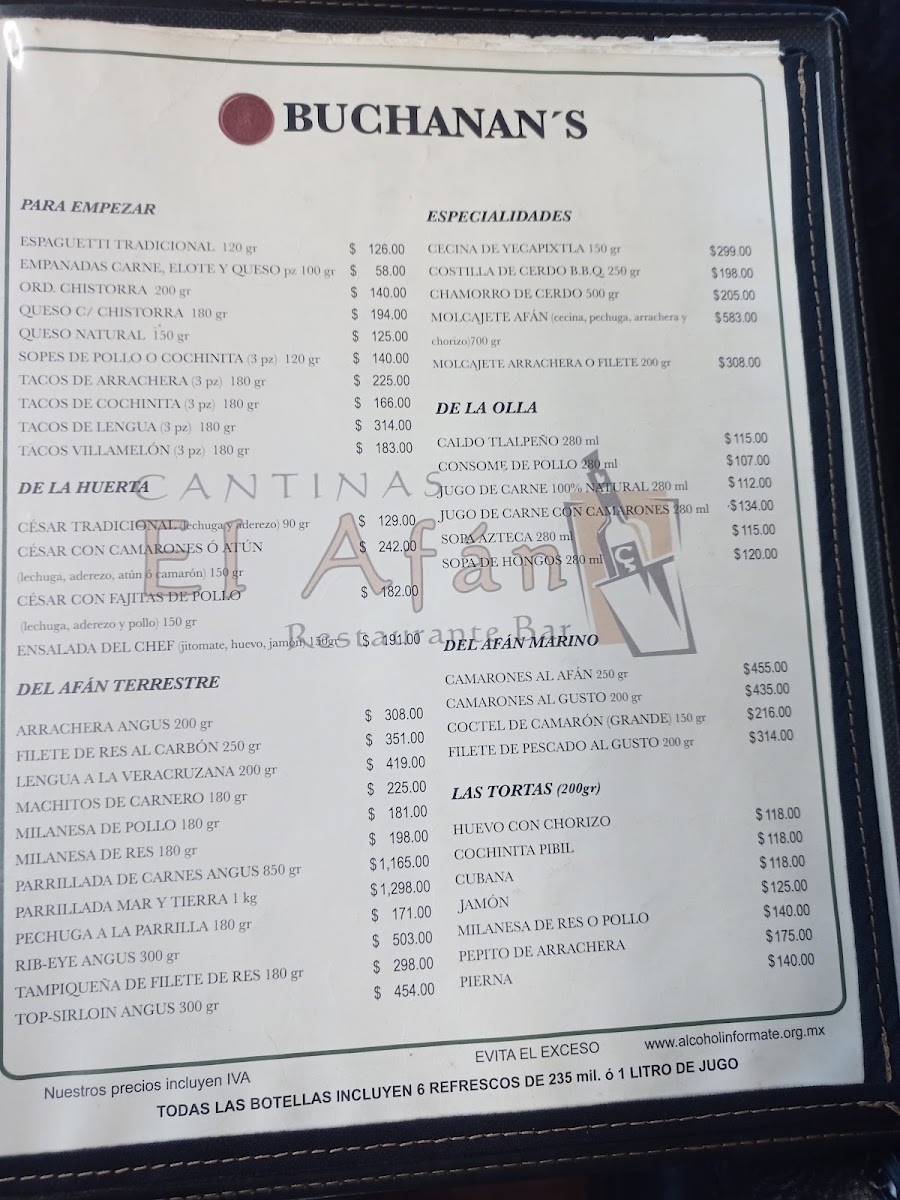 BUCHANAN´S
PARA EMPEZAR
ESPAGUETTI TRADICIONAL 120 gr $ 126.00
EMPANADAS CARNE, ELOTE Y QUESO pz 100 gr $ 58.00
ORD. CHISTORRA 200 gr $ 140.00
QUESO C/ CHISTORRA 180 gr $ 194.00
QUESO NATURAL 150 gr $ 125.00
SOPES DE POLLO O COCHINITA (3 pz) 120 gr $ 140.00
TACOS DE ARRACHERA (3 pz) 180 gr $ 225.00
TACOS DE COCHINITA (3 pz) 180 gr $ 166.00
TACOS DE LENGUA (3 pz) 180 gr $ 314.00
TACOS VILLAMELÓN (3 pz) 180 gr $ 183.00
DE LA HUERTA
CÉSAR TRADICIONAL (lechuga y aderezo) 90 gr $ 129.00
CÉSAR CON CAMARONES Ó ATÚN $ 242.00
(lechuga, aderezo, atún ó camarón) 150 gr
CÉSAR CON FAJITAS DE POLLO $ 182.00
(lechuga, aderezo y pollo) 150 gr
ENSALADA DEL CHEF (jitomate, huevo, jamón) 150gr $ 191.00
DEL AFÁN TERRESTRE
ARRACHERA ANGUS 200 gr $ 308.00
FILETE DE RES AL CARBÓN 250 gr $ 351.00
LENGUA A LA VERACRUZANA 200 gr $ 419.00
MACHITOS DE CARNERO 180 gr $ 225.00
MILANESA DE POLLO 180 gr $ 181.00
MILANESA DE RES 180 gr $ 198.00
PARRILLADA DE CARNES ANGUS 850 gr $1,165.00
PARRILLADA MAR Y TIERRA 1 kg $1,298.00
PECHUGA A LA PARRILLA 180 gr $ 171.00
RIB-EYE ANGUS 300 gr $ 503.00
TAMPIQUEÑA DE FILETE DE RES 180 gr $ 298.00
TOP-SIRLOIN ANGUS 300 gr $ 454.00
ESPECIALIDADES
CECINA DE YECAPIXTLA 150 gr $299.00
COSTILLA DE CERDO B.B.Q. 250 gr $198.00
CHAMORRO DE CERDO 500 gr $205.00
MOLCAJETE AFÁN (cecina, pechuga, arrachera y $583.00
chorizo)700 gr
MOLCAJETE ARRACHERA O FILETE 200 gr $308.00
DE LA OLLA
CALDO TLALPEÑO 280 ml $115.00
CONSOME DE POLLO 280 ml $107.00
JUGO DE CARNE 100% NATURAL 280 ml $112.00
JUGO DE CARNE CON CAMARONES 280 ml $134.00
SOPA AZTECA 280 ml $115.00
SOPA DE HONGOS 280 ml $120.00
DEL AFÁN MARINO
CAMARONES AL AFÁN 250 gr $455.00
CAMARONES AL GUSTO 200 gr $435.00
COCTEL DE CAMARÓN (GRANDE) 150 gr $216.00
FILETE DE PESCADO AL GUSTO 200 gr $314.00
LAS TORTAS (200gr)
HUEVO CON CHORIZO $118.00
COCHINITA PIBIL $118.00
CUBANA $118.00
JAMÓN $125.00
MILANESA DE RES O POLLO $140.00
PEPITO DE ARRACHERA $175.00
PIERNA $140.00
CANTINAS
El Afán
Restaurante Bar
Nuestros precios incluyen IVA
EVITA EL EXCESO
www.alcoholinformate.org.mx
TODAS LAS BOTELLAS INCLUYEN 6 REFRESCOS DE 235 mil. ó 1 LITRO DE JUGO